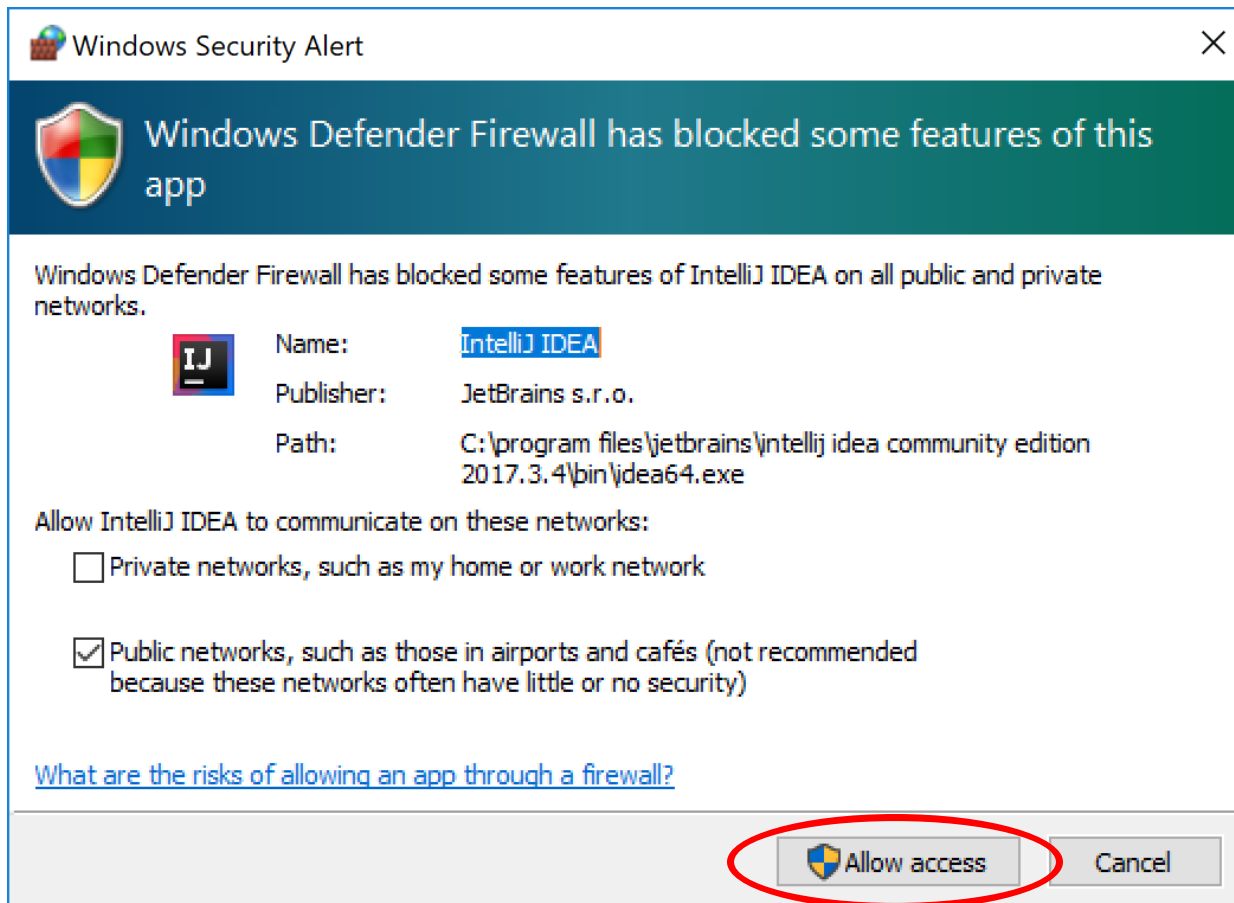 Windows Security Alert
Windows Defender Firewall has blocked some features of this
app
Windows Defender Firewall has blocked some features of IntelliJ IDEA on all public and private
networks.
IJ
Name: IntelliJ IDEA
Publisher: JetBrains s.r.o.
Path: C:\program files\jetbrains\intellij idea community edition
2017.3.4\bin\idea64.exe
Allow IntelliJ IDEA to communicate on these networks:
Private networks, such as my home or work network
Public networks, such as those in airports and cafés (not recommended
because these networks often have little or no security)
What are the risks of allowing an app through a firewall?
Allow access Cancel